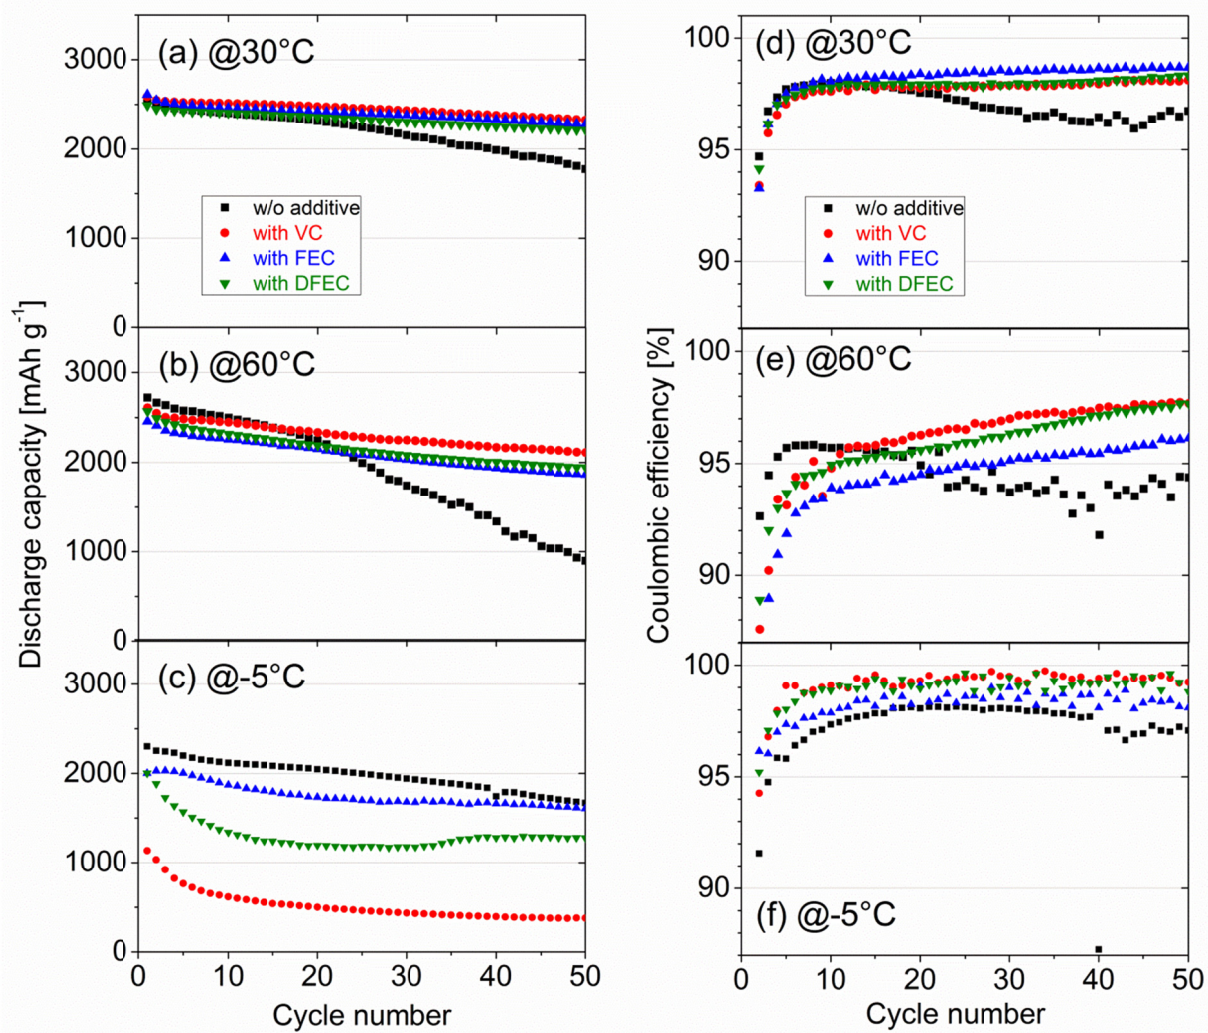 (a) @30°C
3000
2000
1000
0
w/o additive
with VC
with FEC
with DFEC
(b) @60°C
3000
2000
1000
0
(c) @-5°C
3000
2000
1000
0
0 10 20 30 40 50
Cycle number
Discharge capacity [mAh g⁻¹]
(d) @30°C
100
95
90
w/o additive
with VC
with FEC
with DFEC
(e) @60°C
100
95
90
100
95
90
(f) @-5°C
0 10 20 30 40 50
Cycle number
Coulombic efficiency [%]